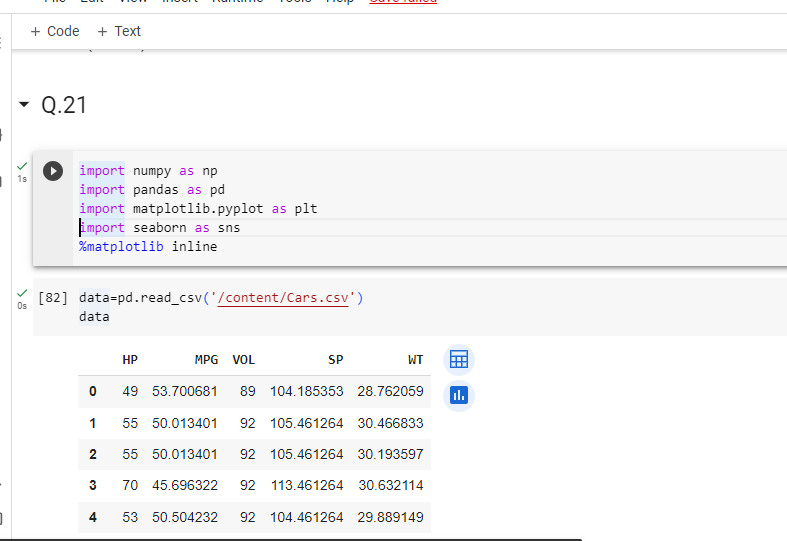 File Edit View Insert Runtime Tools Help Save failed
+ Code + Text
Q.21
1s
import numpy as np
import pandas as pd
import matplotlib.pyplot as plt
import seaborn as sns
%matplotlib inline
0s
[82] data=pd.read_csv('/content/Cars.csv')
data
HP MPG VOL SP WT
0 49 53.700681 89 104.185353 28.762059
1 55 50.013401 92 105.461264 30.466833
2 55 50.013401 92 105.461264 30.193597
3 70 45.696322 92 113.461264 30.632114
4 53 50.504232 92 104.461264 29.889149